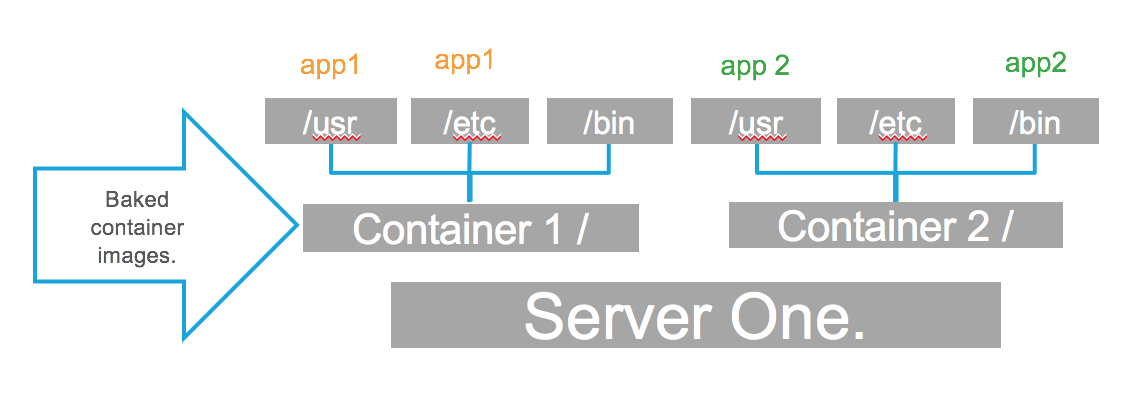 app1
app1
app 2
app2
/usr
/etc
/bin
/usr
/etc
/bin
Baked
container
images.
Container 1 /
Container 2 /
Server One.